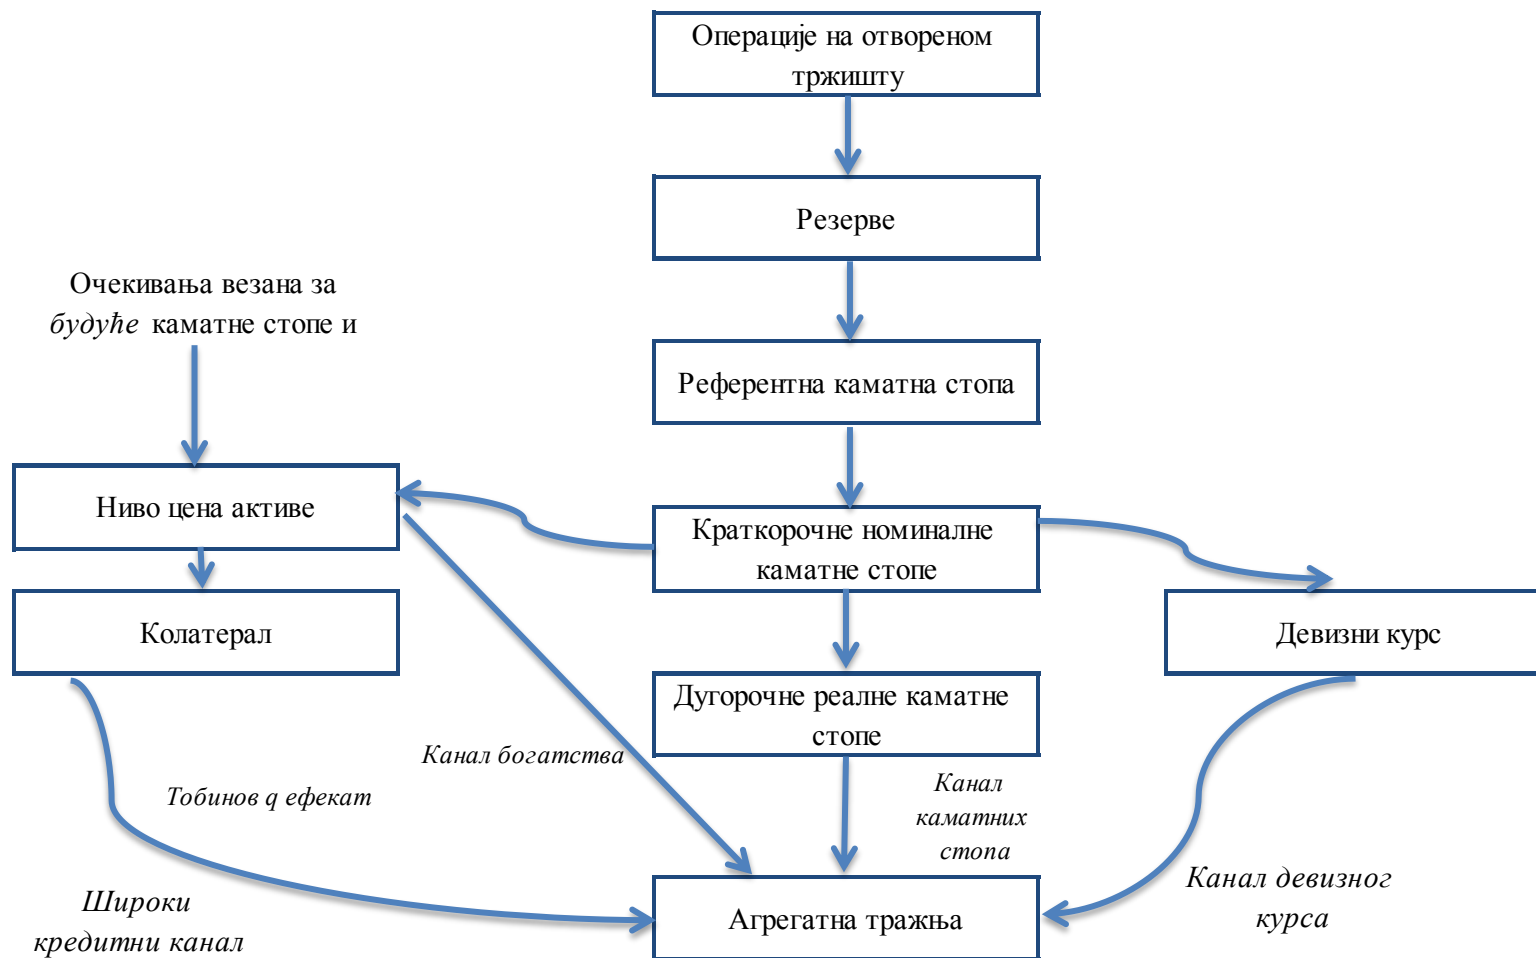 Операције на отвореном
тржишту
Резерве
Очекивања везана за
будуће каматне стопе и
Референтна каматна стопа
Ниво цена активе
Краткорочне номиналне
каматне стопе
Колатерал
Девизни курс
Дугорочне реалне каматне
стопе
Канал богатства
Тобинов q ефекат
Канал
каматних
стопа
Канал девизног
курса
Широки
кредитни канал
Агрегатна тражња